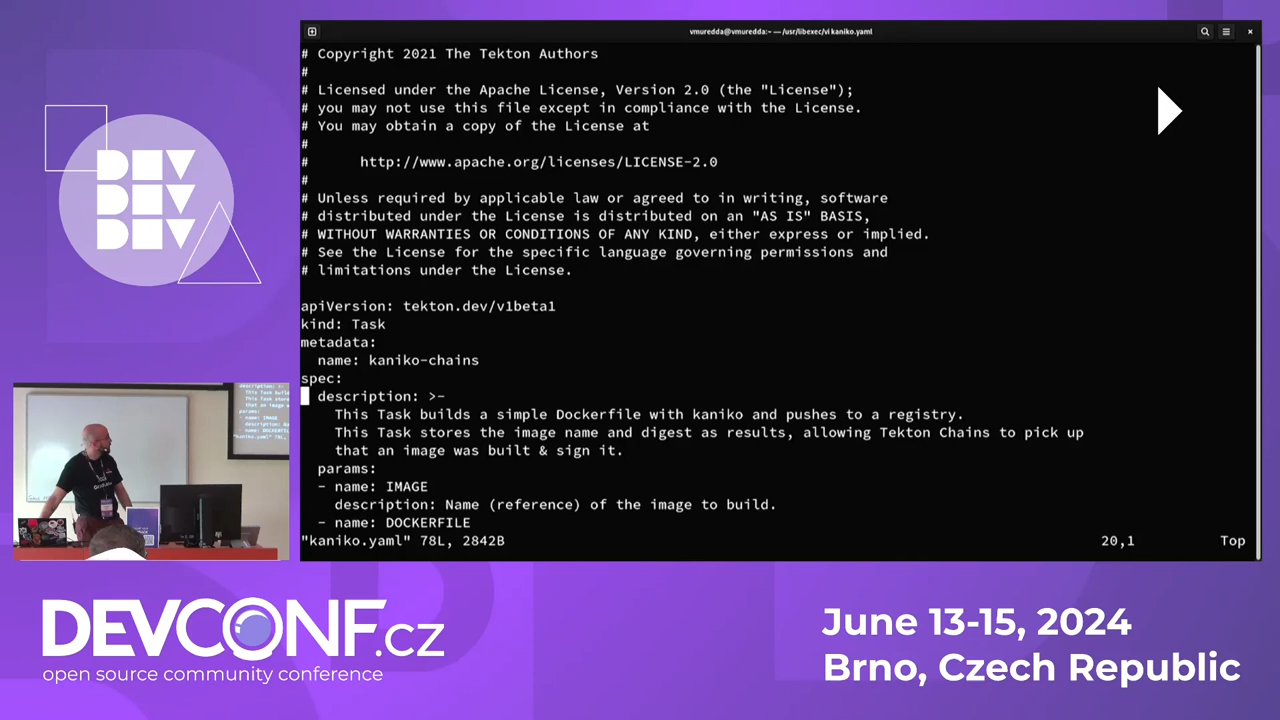 vmuredda@vmuredda:~ — /usr/libexec/vi kaniko.yaml
# Copyright 2021 The Tekton Authors
#
# Licensed under the Apache License, Version 2.0 (the "License");
# you may not use this file except in compliance with the License.
# You may obtain a copy of the License at
#
#      http://www.apache.org/licenses/LICENSE-2.0
#
# Unless required by applicable law or agreed to in writing, software
# distributed under the License is distributed on an "AS IS" BASIS,
# WITHOUT WARRANTIES OR CONDITIONS OF ANY KIND, either express or implied.
# See the License for the specific language governing permissions and
# limitations under the License.
apiVersion: tekton.dev/v1beta1
kind: Task
metadata:
  name: kaniko-chains
spec:
  description: >-
    This Task builds a simple Dockerfile with kaniko and pushes to a registry.
    This Task stores the image name and digest as results, allowing Tekton Chains to pick up
    that an image was built & sign it.
  params:
  - name: IMAGE
    description: Name (reference) of the image to build.
  - name: DOCKERFILE
"kaniko.yaml" 78L, 2842B 20,1 Top
DEV
DEV
DEV
DEVCONF.cz
open source community conference
June 13-15, 2024
Brno, Czech Republic